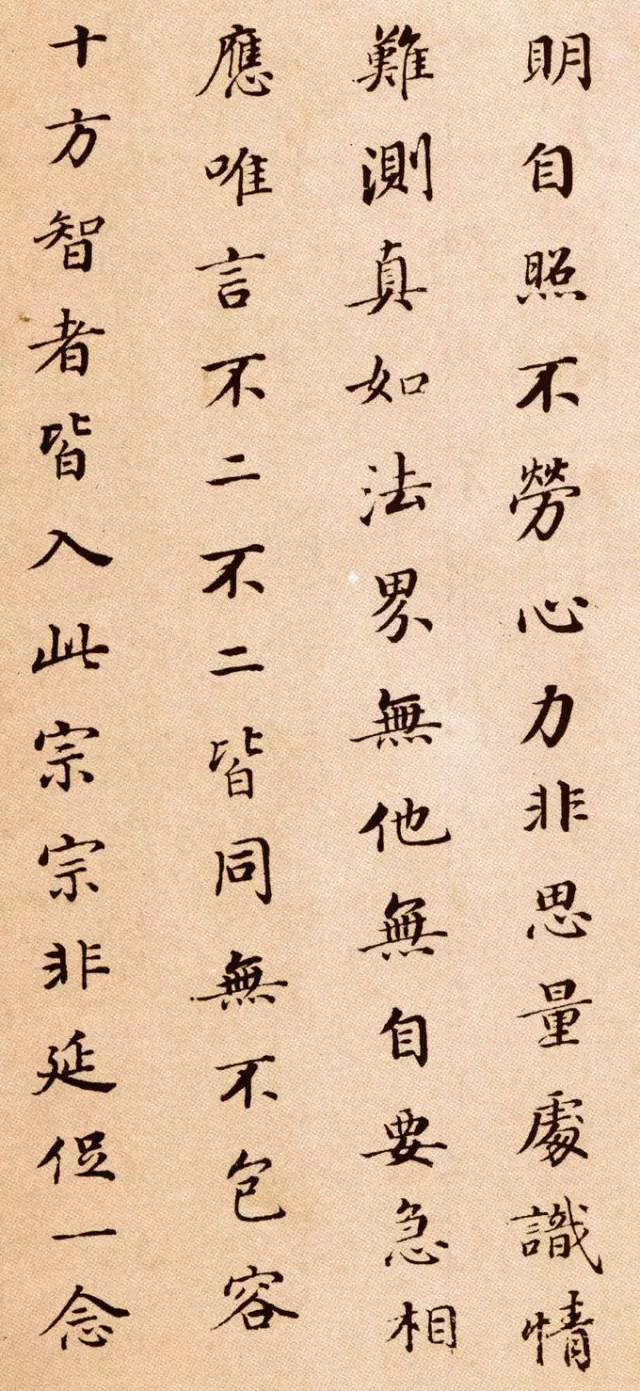 明自照不勞心力非思量處識情
難測真如法界無他無自要急相
應唯言不二不二皆同無不包容
十方智者皆入此宗宗非延促一念